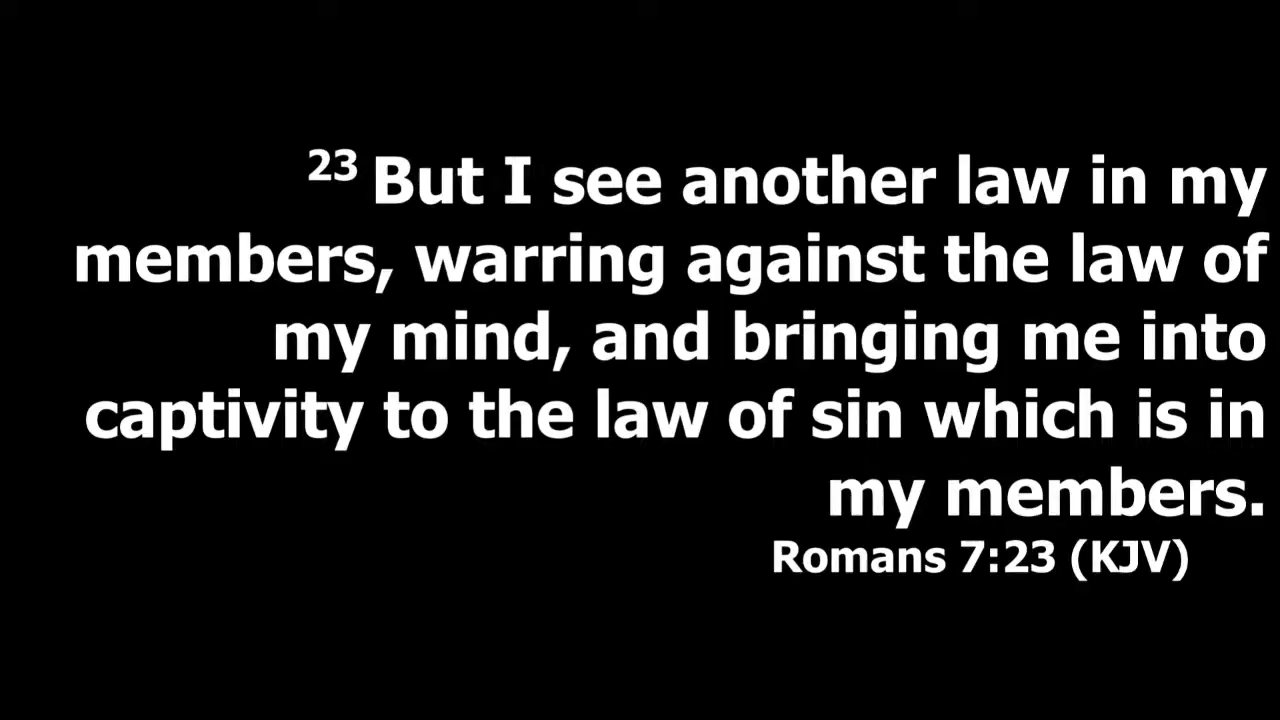 23 But I see another law in my
members, warring against the law of
my mind, and bringing me into
captivity to the law of sin which is in
my members.
Romans 7:23 (KJV)